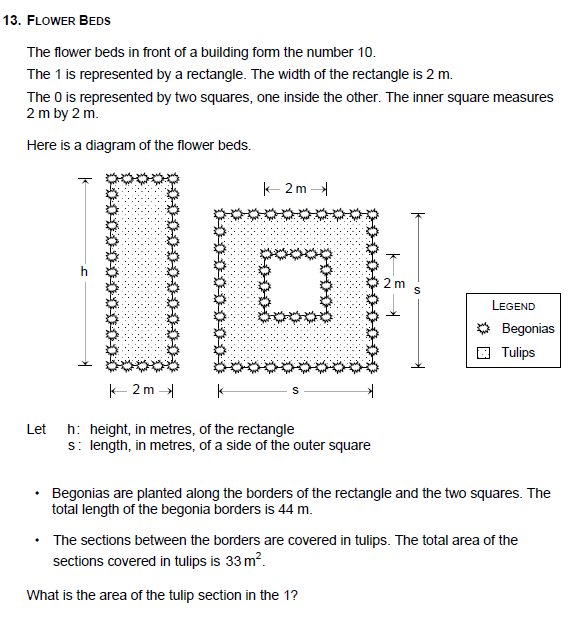 13. FLOWER BEDS
The flower beds in front of a building form the number 10.
The 1 is represented by a rectangle. The width of the rectangle is 2 m.
The 0 is represented by two squares, one inside the other. The inner square measures
2 m by 2 m.
Here is a diagram of the flower beds.
2 m
h
2 m
s
LEGEND
Begonias
Tulips
2 m
s
Let h: height, in metres, of the rectangle
s: length, in metres, of a side of the outer square
• Begonias are planted along the borders of the rectangle and the two squares. The
total length of the begonia borders is 44 m.
• The sections between the borders are covered in tulips. The total area of the
sections covered in tulips is 33 m².
What is the area of the tulip section in the 1?